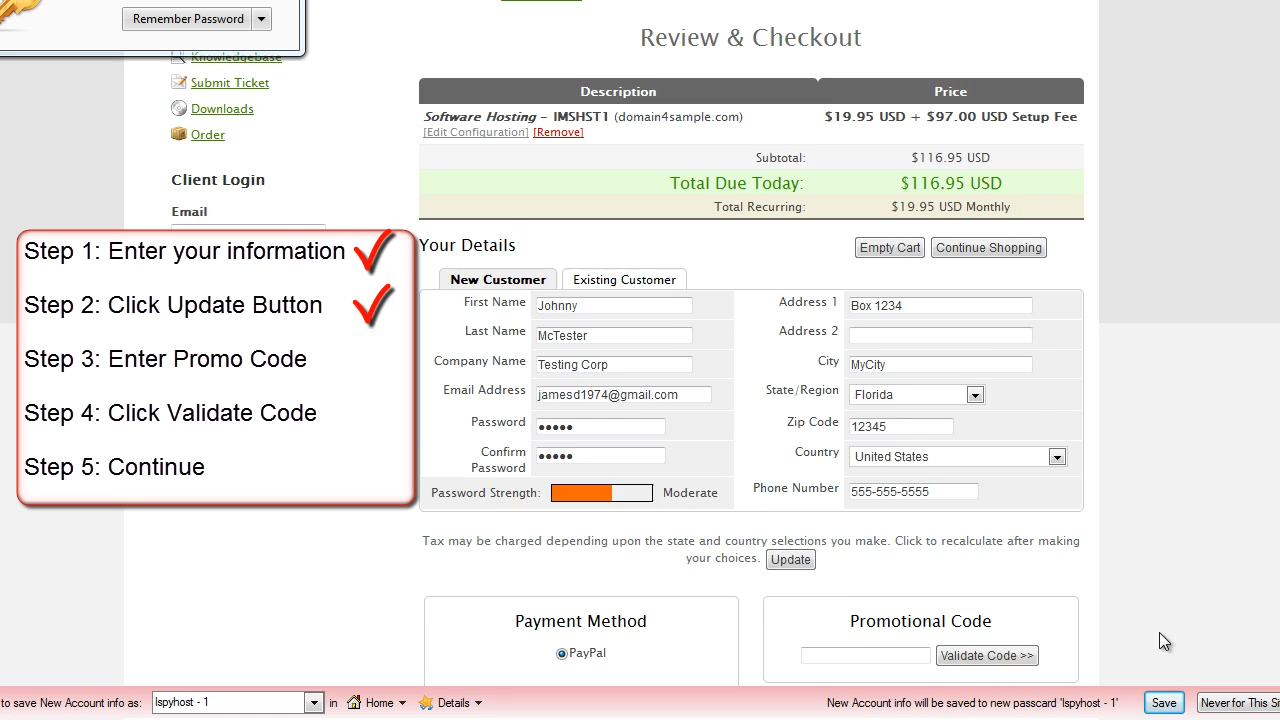 Remember Password
Review & Checkout
Knowledgebase
Submit Ticket
Downloads
Order
Client Login
Email
Description Price
Software Hosting - IMSHST1 (domain4sample.com) $19.95 USD + $97.00 USD Setup Fee
[Edit Configuration] [Remove]
Subtotal: $116.95 USD
Total Due Today: $116.95 USD
Total Recurring: $19.95 USD Monthly
Step 1: Enter your information
Step 2: Click Update Button
Step 3: Enter Promo Code
Step 4: Click Validate Code
Step 5: Continue
Your Details Empty Cart Continue Shopping
New Customer Existing Customer
First Name Johnny Address 1 Box 1234
Last Name McTester Address 2
Company Name Testing Corp City MyCity
Email Address jamesd1974@gmail.com State/Region Florida
Password ●●●●● Zip Code 12345
Confirm Password ●●●●● Country United States
Password Strength: Moderate Phone Number 555-555-5555
Tax may be charged depending upon the state and country selections you make. Click to recalculate after making
your choices. Update
Payment Method Promotional Code
PayPal Validate Code >>
to save New Account info as: Ispyhost - 1 in Home Details New Account info will be saved to new passcard 'Ispyhost - 1' Save Never for This Si